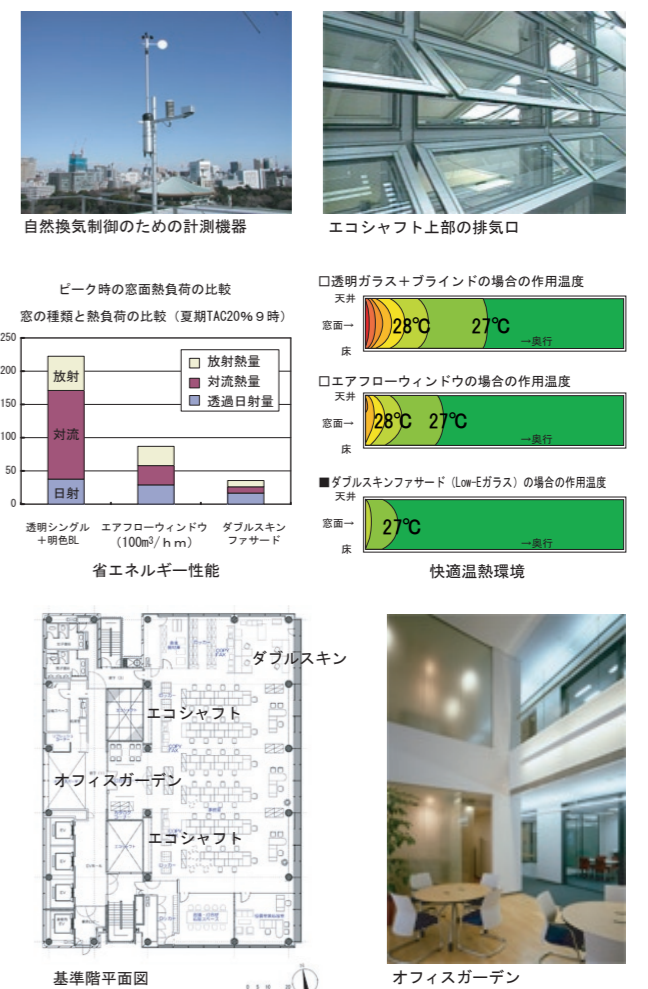 自然換気制御のための計測機器
エコシャフト上部の排気口
ピーク時の窓面熱負荷の比較
窓の種類と熱負荷の比較（夏期TAC20%9時）
250
200
150
100
50
0
放射
対流
日射
放射熱量
対流熱量
透過日射量
透明シングル
＋明色BL
エアフローウィンドウ
（100m³/ｈｍ）
ダブルスキン
ファサード
省エネルギー性能
□透明ガラス＋ブラインドの場合の作用温度
天井
窓面→
床
28℃
27℃
→奥行
□エアフローウィンドウの場合の作用温度
天井
窓面→
床
28℃
27℃
→奥行
■ダブルスキンファサード（Low-Eガラス）の場合の作用温度
天井
窓面→
床
27℃
→奥行
快適温熱環境
ダブルスキン
エコシャフト
オフィスガーデン
エコシャフト
基準階平面図
オフィスガーデン